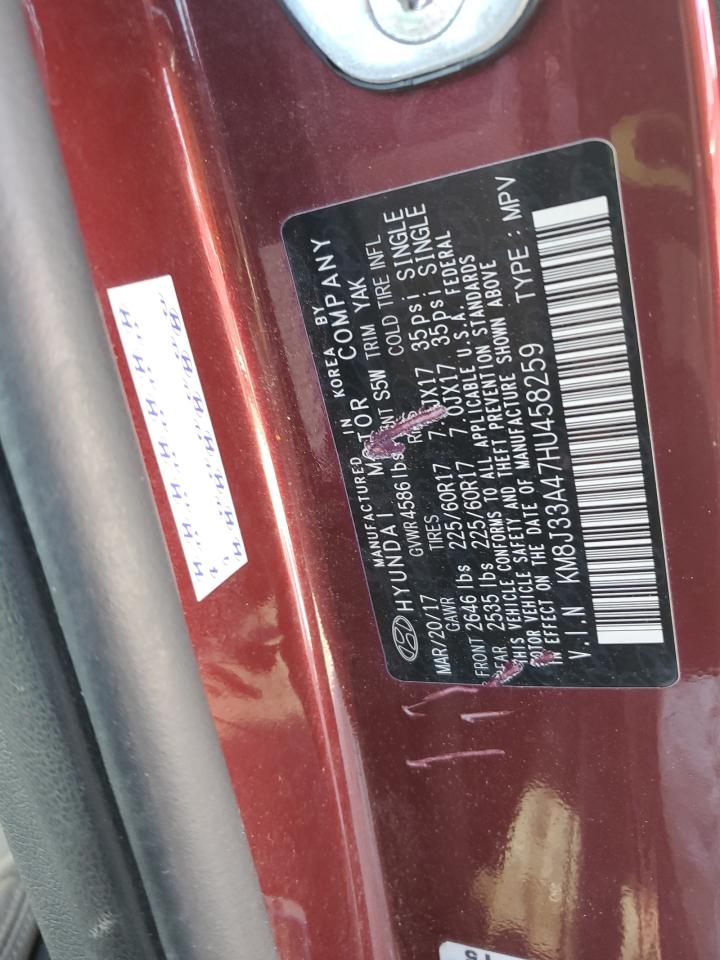 MANUFACTURED IN KOREA BY
HYUNDAI MOTOR COMPANY
GVWR 4586 lbs S5W TRIM YAK
MAR/20/17 TIRES COLD TIRE INFL
GAWR
FRONT 2646 lbs 225/60R17 7.0JX17 35psi SINGLE
REAR 2535 lbs 225/60R17 7.0JX17 35psi SINGLE
THIS VEHICLE CONFORMS TO ALL APPLICABLE U.S.A. FEDERAL
MOTOR VEHICLE SAFETY AND THEFT PREVENTION STANDARDS
IN EFFECT ON THE DATE OF MANUFACTURE SHOWN ABOVE
V.I.N KM8J33A47HU458259 TYPE : MPV